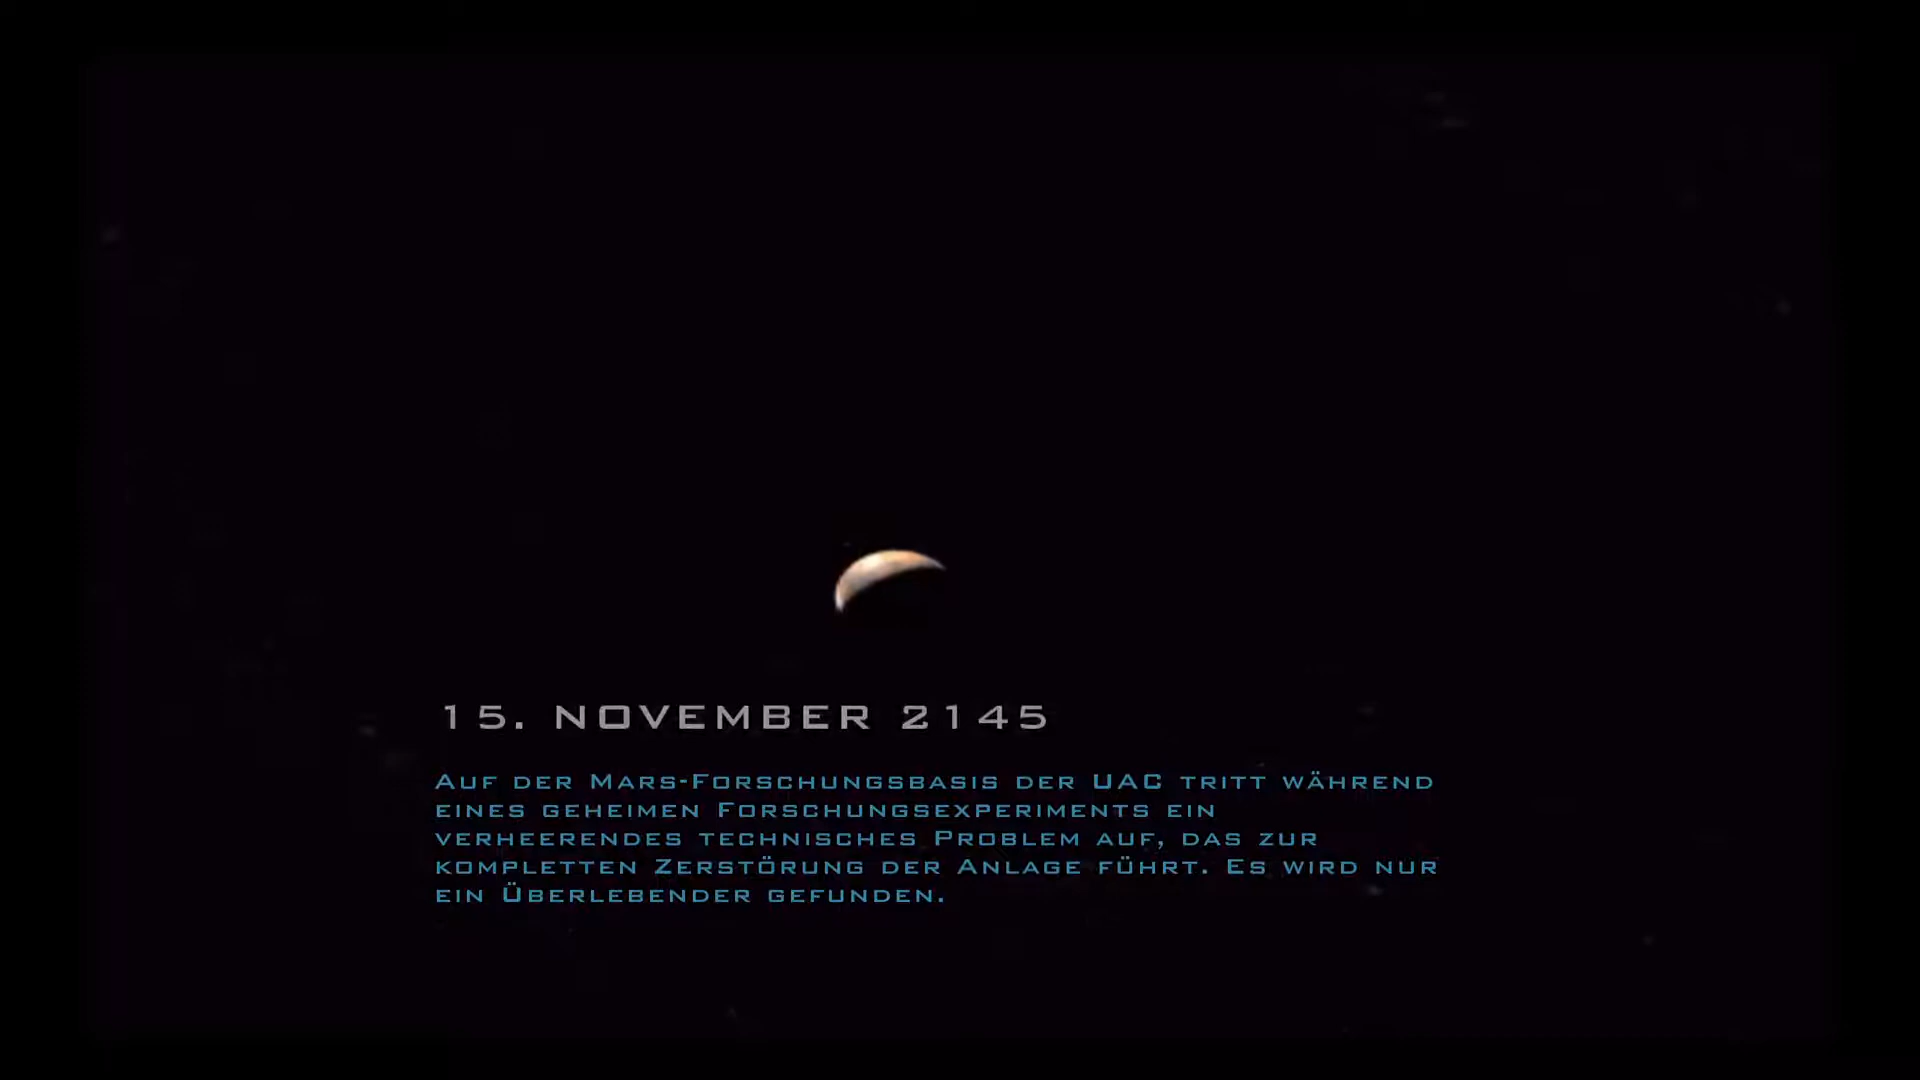 15. NOVEMBER 2145
AUF DER MARS-FORSCHUNGSBASIS DER UAC TRITT WÄHREND
EINES GEHEIMEN FORSCHUNGSEXPERIMENTS EIN
VERHEERENDES TECHNISCHES PROBLEM AUF, DAS ZUR
KOMPLETTEN ZERSTÖRUNG DER ANLAGE FÜHRT. ES WIRD NUR
EIN ÜBERLEBENDER GEFUNDEN.